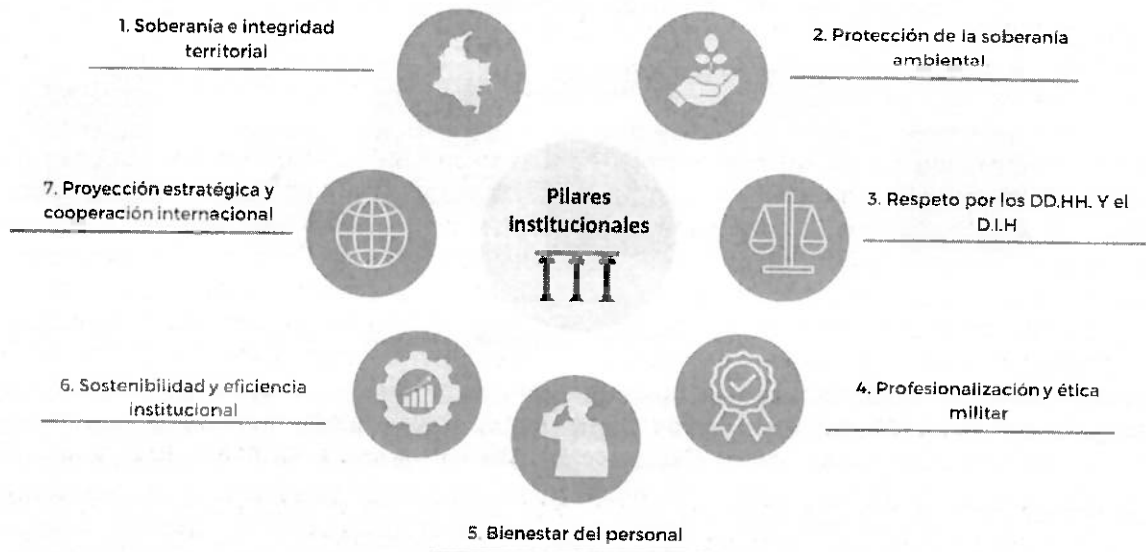 1. Soberanía e integridad
territorial
2. Protección de la soberanía
ambiental
7. Proyección estratégica y
cooperación internacional
Pilares
institucionales
3. Respeto por los DD.HH. Y el
D.I.H
6. Sostenibilidad y eficiencia
institucional
4. Profesionalización y ética
militar
5. Bienestar del personal